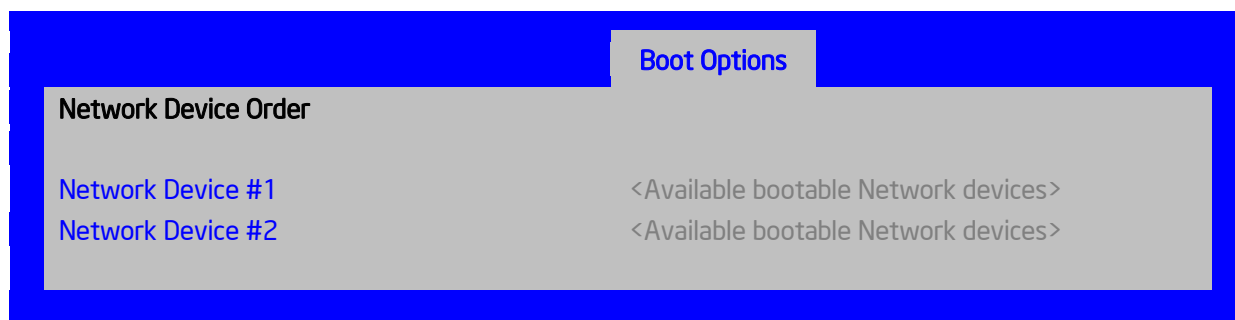 Boot Options
Network Device Order
Network Device #1 <Available bootable Network devices>
Network Device #2 <Available bootable Network devices>